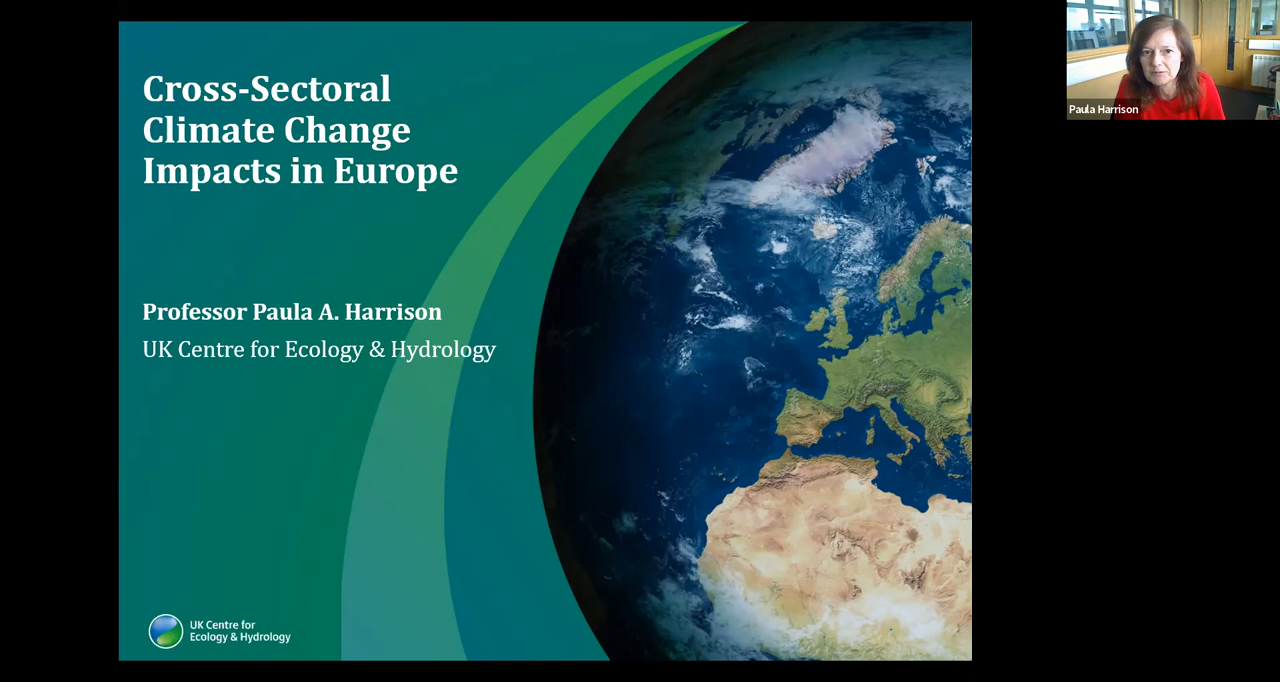 Cross-Sectoral
Climate Change
Impacts in Europe
Professor Paula A. Harrison
UK Centre for Ecology & Hydrology
UK Centre for
Ecology & Hydrology
Paula Harrison